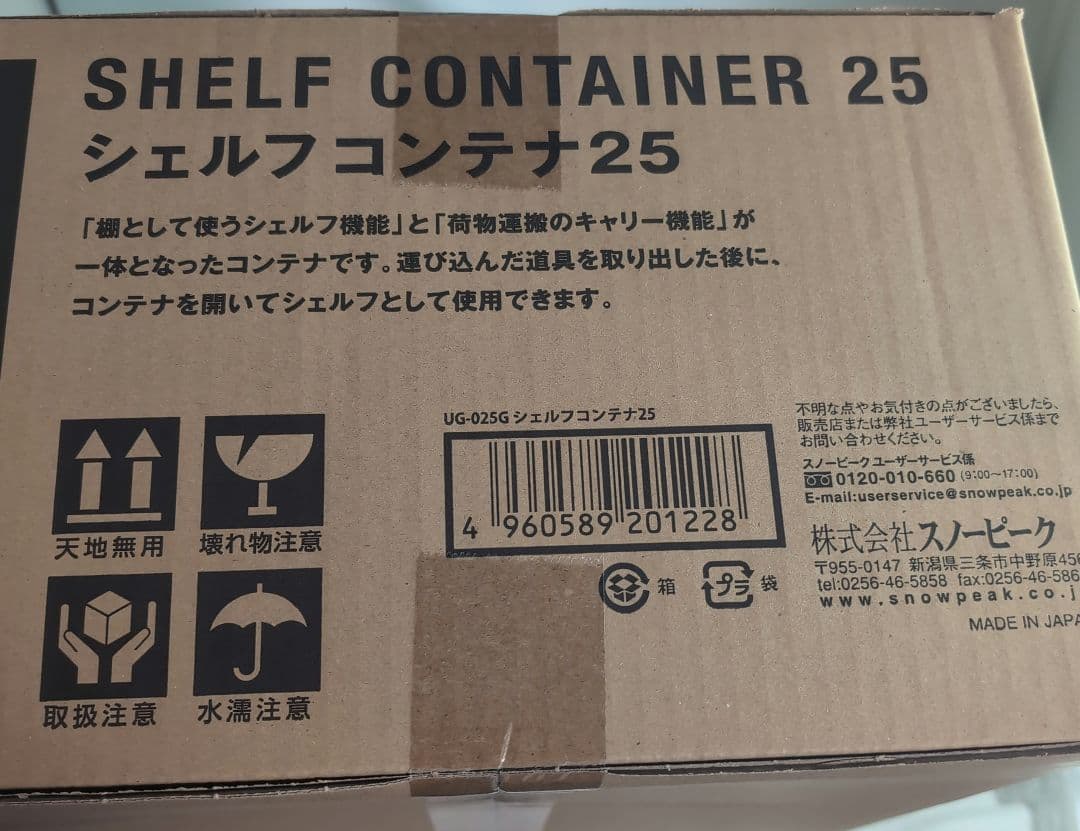 SHELF CONTAINER 25
シェルフコンテナ25
「棚として使うシェルフ機能」と「荷物運搬のキャリー機能」が
一体となったコンテナです。運び込んだ道具を取り出した後に、
コンテナを開いてシェルフとして使用できます。
天地無用
壊れ物注意
取扱注意
水濡注意
UG-025G シェルフコンテナ25
4 960589 201228
箱
プラ 袋
不明な点やお気付きの点がございましたら、
販売店または弊社ユーザーサービス係まで
お問い合わせください。
スノーピーク ユーザーサービス係
0120-010-660 (9:00〜17:00)
E-mail:userservice@snowpeak.co.jp
株式会社スノーピーク
〒955-0147 新潟県三条市中野原456
tel:0256-46-5858 fax:0256-46-586
www.snowpeak.co.j
MADE IN JAPA